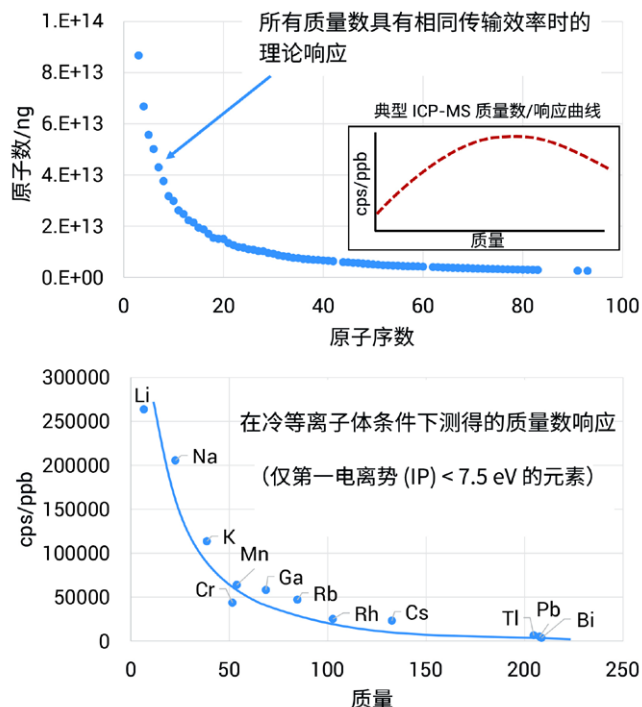 1.E+14
8.E+13
6.E+13
4.E+13
2.E+13
0.E+00
原子数/ng
所有质量数具有相同传输效率时的
理论响应
典型 ICP-MS 质量数/响应曲线
cps/ppb
质量
0
20
40
60
80
100
原子序数
300000
250000
200000
150000
100000
50000
0
cps/ppb
在冷等离子体条件下测得的质量数响应
（仅第一电离势 (IP) < 7.5 eV 的元素）
Li
Na
K
Mn
Cr
Ga
Rb
Rh
Cs
Tl
Pb
Bi
0
50
100
150
200
250
质量